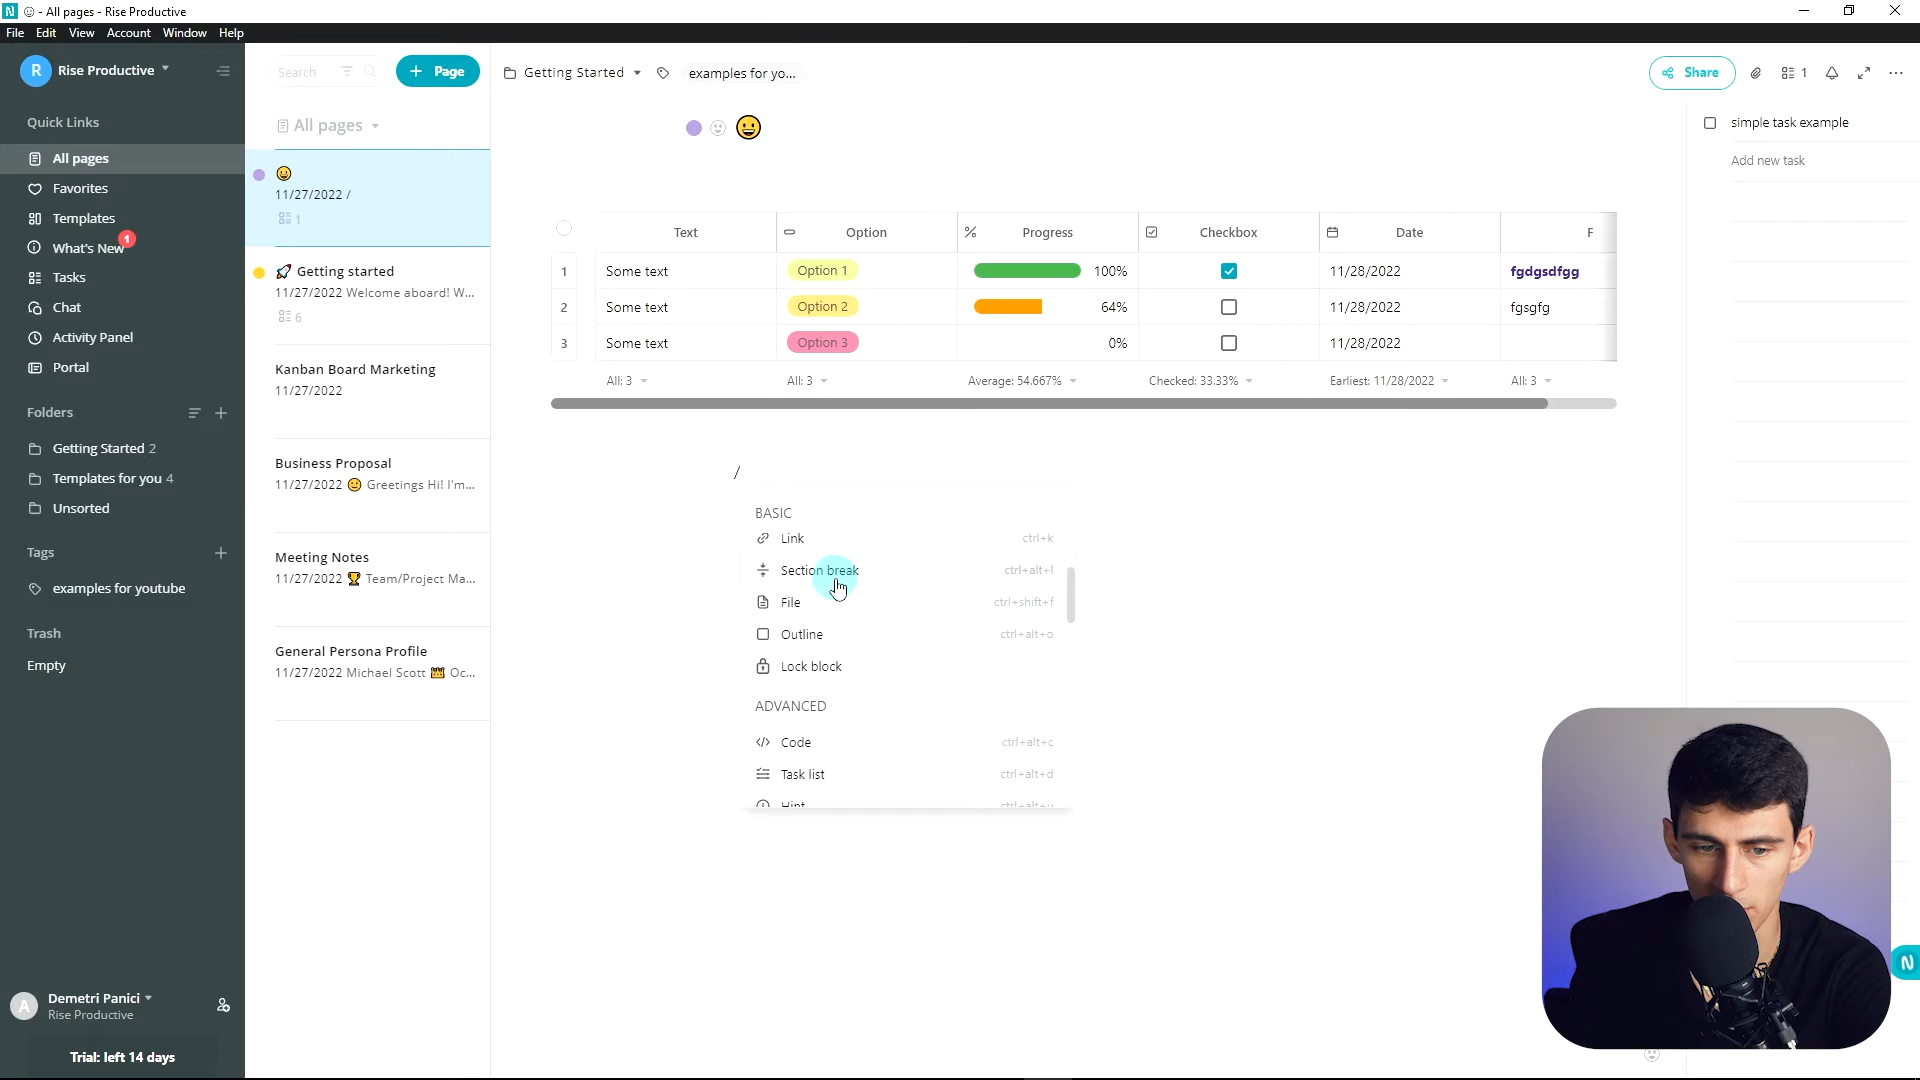 - All pages - Rise Productive
File Edit View Account Window Help
R Rise Productive
Search
+ Page
Getting Started
examples for yo...
Share
1
Quick Links
All pages
Favorites
Templates
What's New 1
Tasks
Chat
Activity Panel
Portal
Folders
Getting Started 2
Templates for you 4
Unsorted
Tags
examples for youtube
Trash
Empty
A Demetri Panici
Rise Productive
Trial: left 14 days
All pages
11/27/2022 /
1
Getting started
11/27/2022 Welcome aboard! W...
6
Kanban Board Marketing
11/27/2022
Business Proposal
11/27/2022 Greetings Hi! I'm...
Meeting Notes
11/27/2022 Team/Project Ma...
General Persona Profile
11/27/2022 Michael Scott Oc...
Text Option % Progress Checkbox Date F
1 Some text Option 1 100% 11/28/2022 fgdgsdfgg
2 Some text Option 2 64% 11/28/2022 fgsgfg
3 Some text Option 3 0% 11/28/2022
All: 3 All: 3 Average: 54.667% Checked: 33.33% Earliest: 11/28/2022 All: 3
/
BASIC
Link ctrl+k
Section break ctrl+alt+l
File ctrl+shift+f
Outline ctrl+alt+o
Lock block
ADVANCED
Code ctrl+alt+c
Task list ctrl+alt+d
Hint ctrl+alt+u
simple task example
Add new task
N